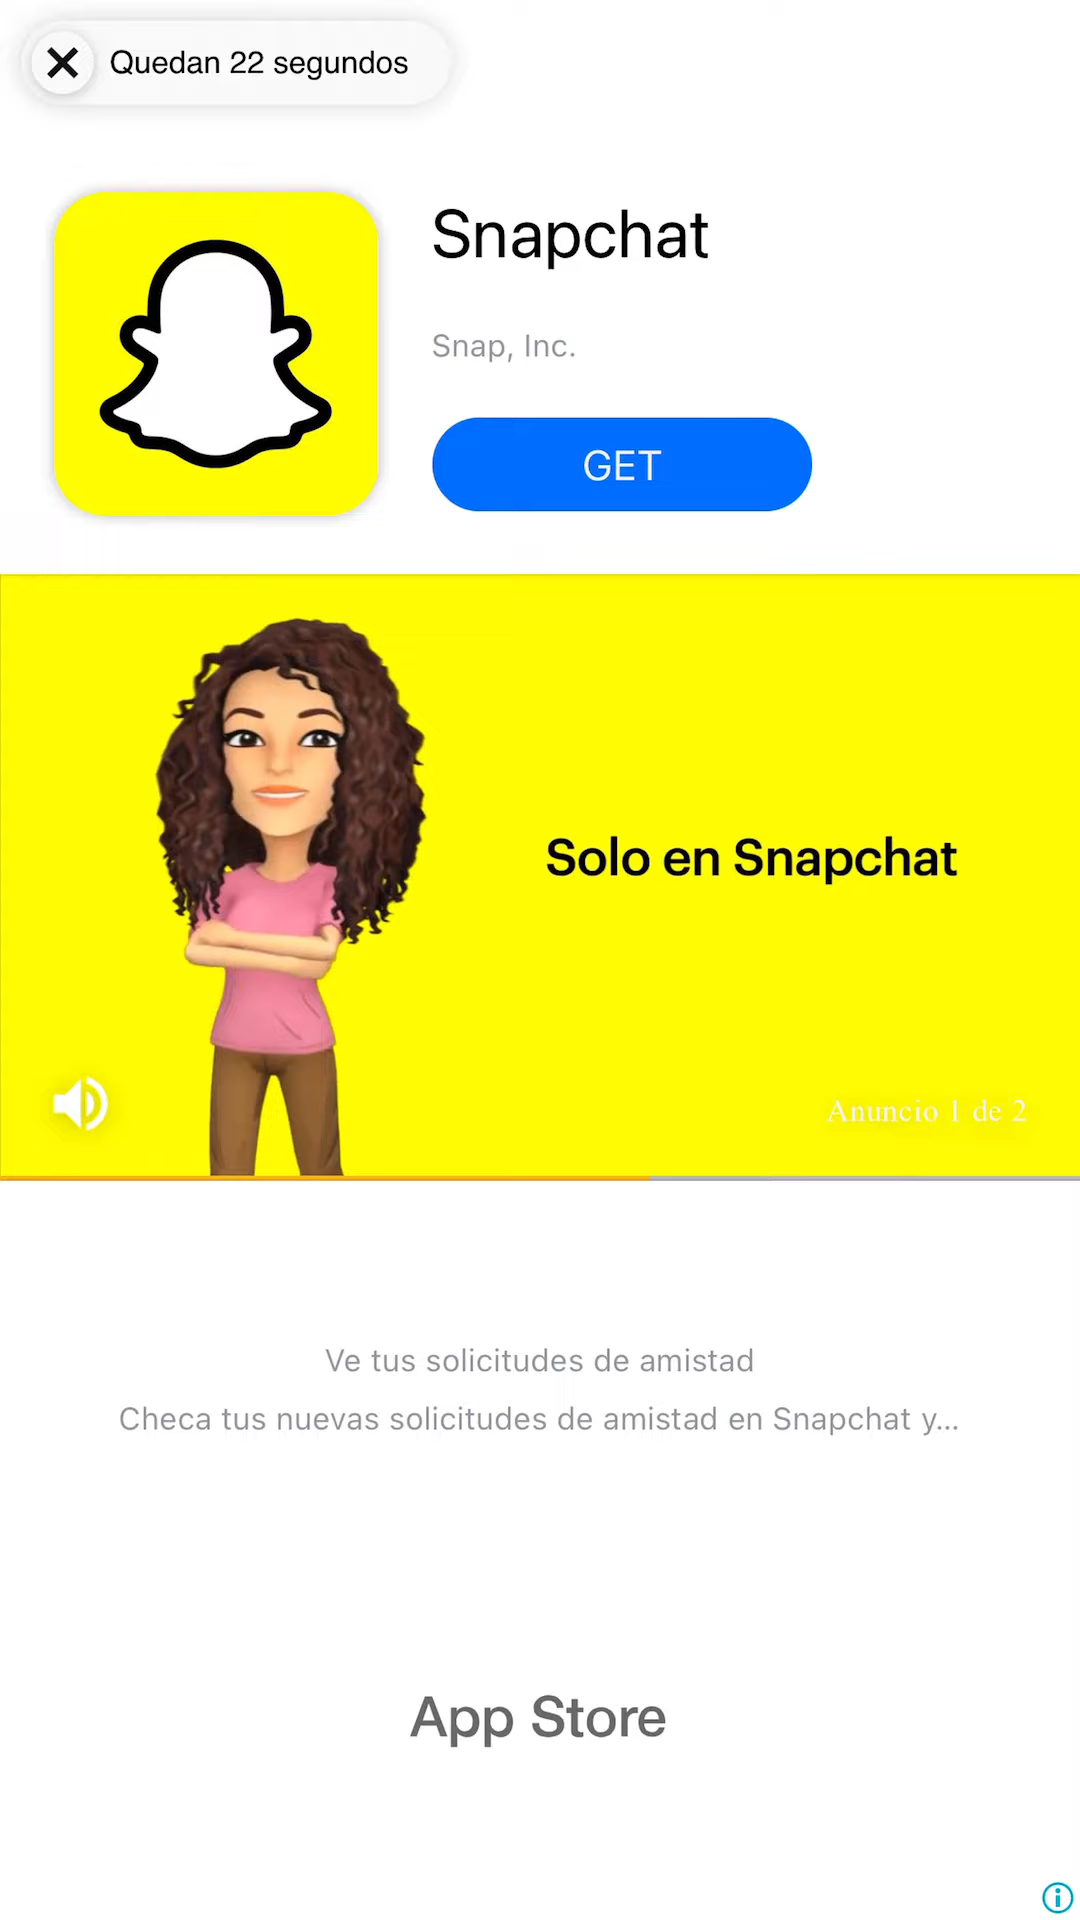 Quedan 22 segundos
Snapchat
Snap, Inc.
GET
Solo en Snapchat
Anuncio 1 de 2
Ve tus solicitudes de amistad
Checa tus nuevas solicitudes de amistad en Snapchat y...
App Store